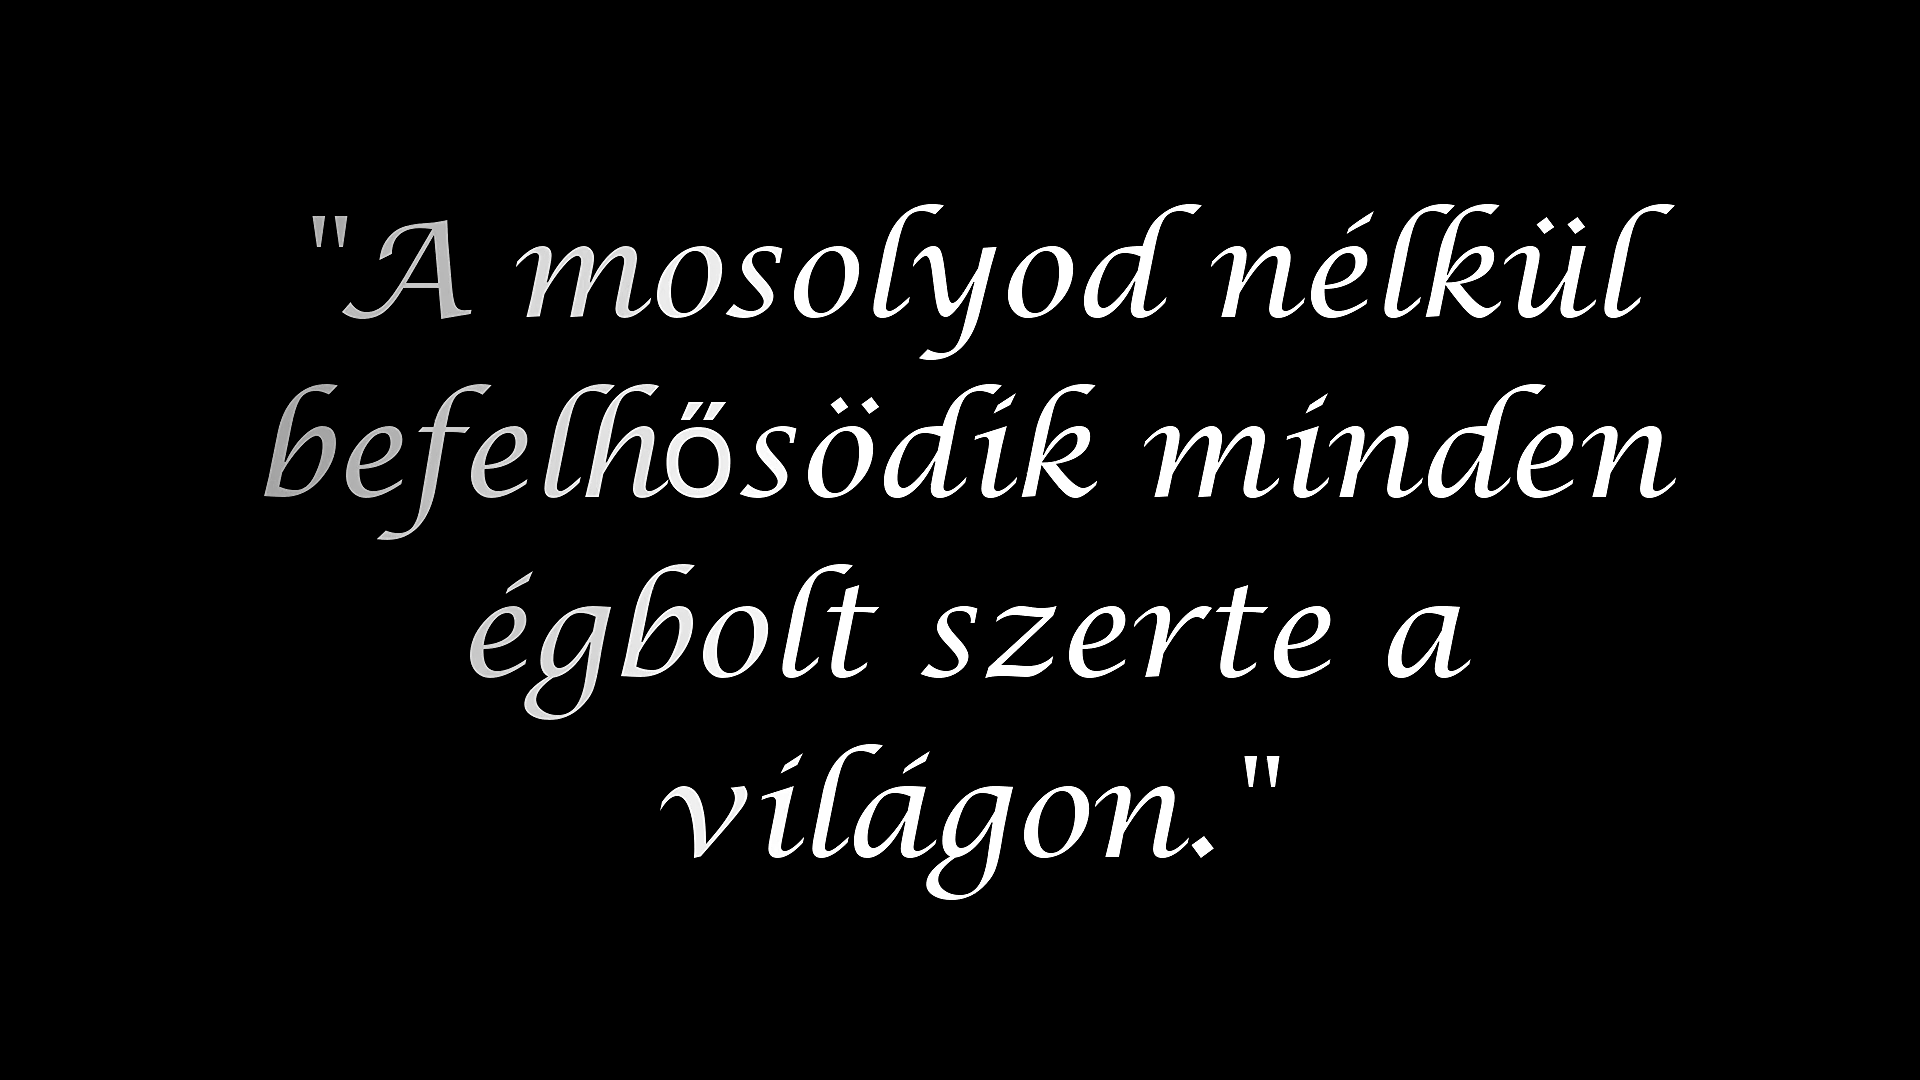 "A mosolyod nélkül
befelhősödik minden
égbolt szerte a
világon."